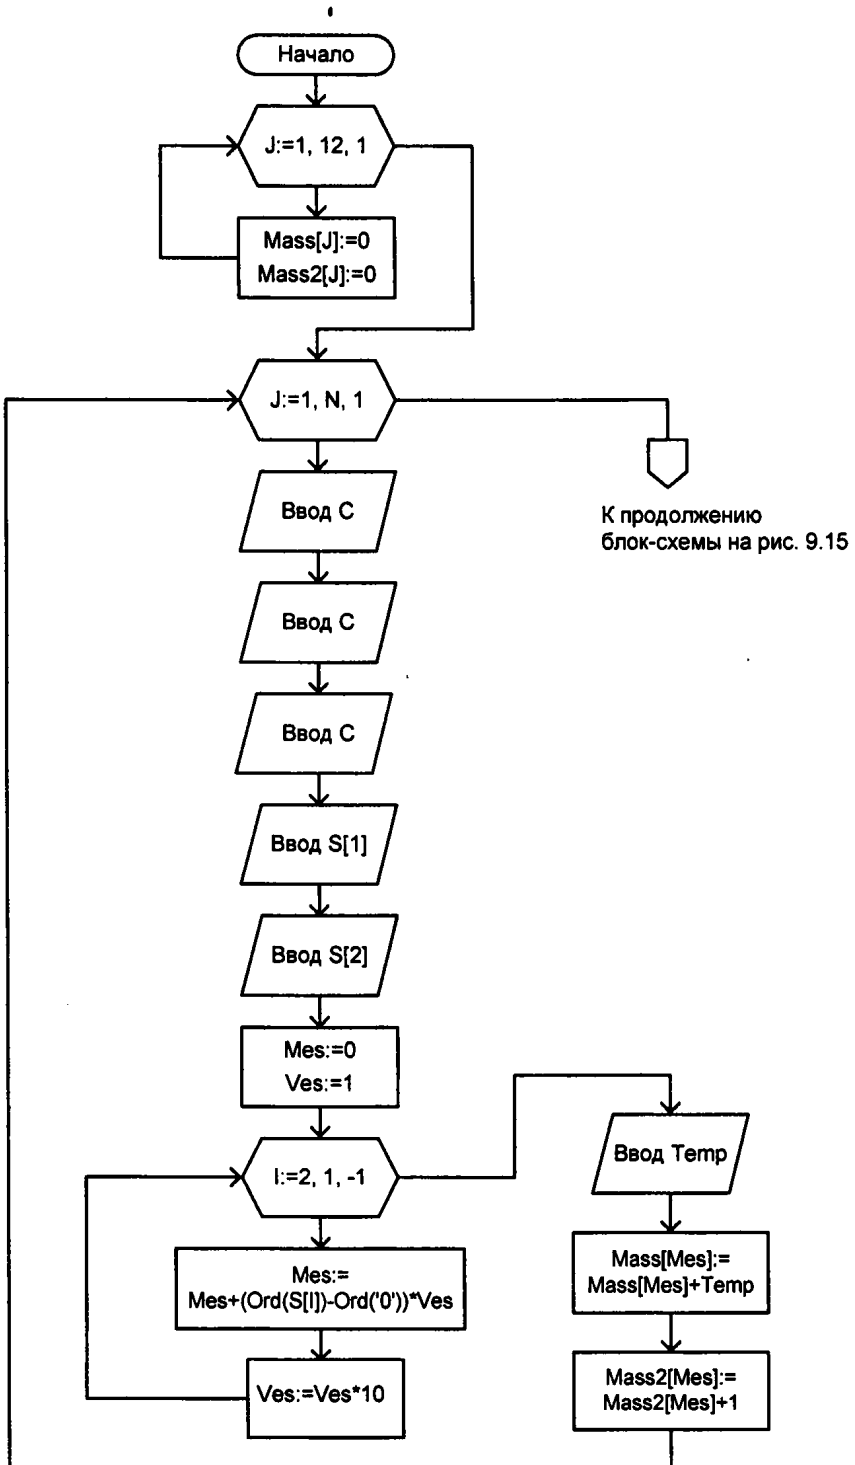 Начало
J:=1, 12, 1
Mass[J]:=0
Mass2[J]:=0
J:=1, N, 1
К продолжению
блок-схемы на рис. 9.15
Ввод C
Ввод C
Ввод C
Ввод S[1]
Ввод S[2]
Mes:=0
Ves:=1
I:=2, 1, -1
Mes:=
Mes+(Ord(S[I])-Ord('0'))*Ves
Ves:=Ves*10
Ввод Temp
Mass[Mes]:=
Mass[Mes]+Temp
Mass2[Mes]:=
Mass2[Mes]+1